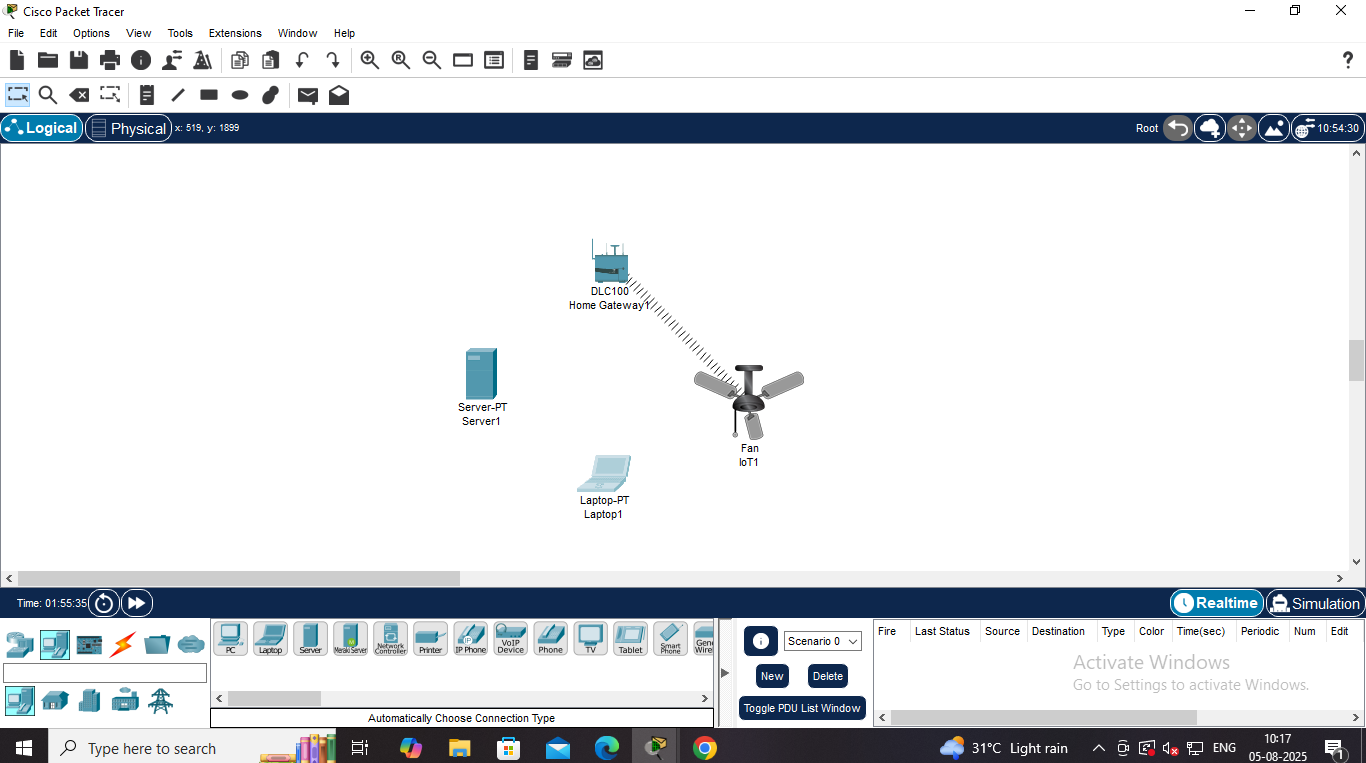 Cisco Packet Tracer
File Edit Options View Tools Extensions Window Help
Logical Physical x: 519, y: 1899 Root 10:54:30
DLC100
Home Gateway1
Server-PT
Server1
Fan
IoT1
Laptop-PT
Laptop1
Time: 01:55:35 Realtime Simulation
PC Laptop Server Meraki Server Network Controller Printer IP Phone VoIP Device Phone TV Tablet Smart Phone
Automatically Choose Connection Type
Scenario 0
New Delete
Toggle PDU List Window
Fire Last Status Source Destination Type Color Time(sec) Periodic Num Edit
Activate Windows
Go to Settings to activate Windows.
Type here to search
31°C Light rain
ENG
10:17
05-08-2025
1